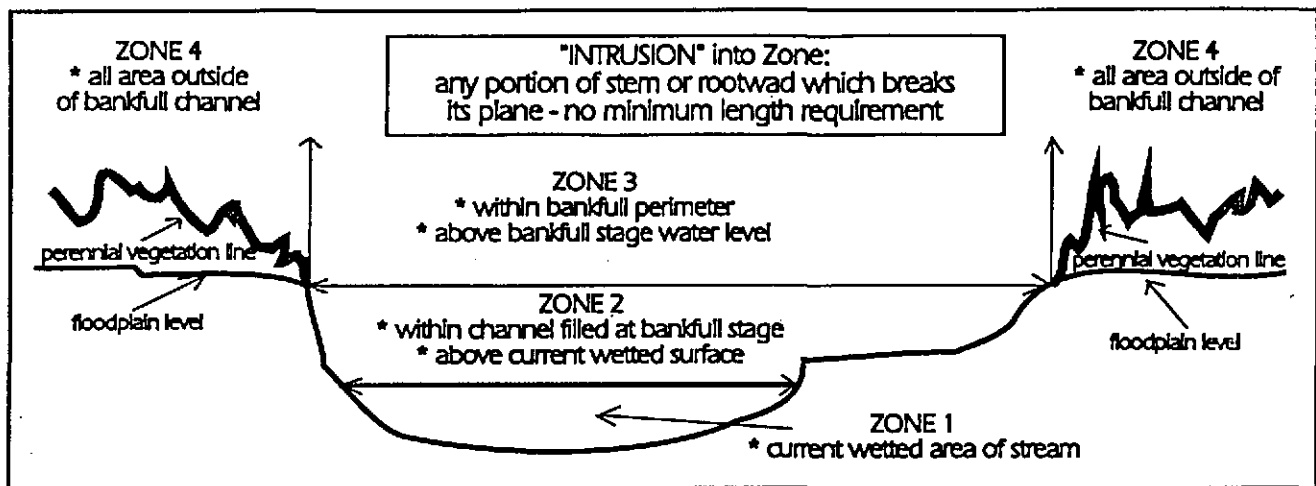 ZONE 4
* all area outside
of bankfull channel
"INTRUSION" into Zone:
any portion of stem or rootwad which breaks
its plane - no minimum length requirement
ZONE 4
* all area outside of
bankfull channel
ZONE 3
* within bankfull perimeter
* above bankfull stage water level
perennial vegetation line
perennial vegetation line
floodplain level
ZONE 2
* within channel filled at bankfull stage
* above current wetted surface
floodplain level
ZONE 1
* current wetted area of stream